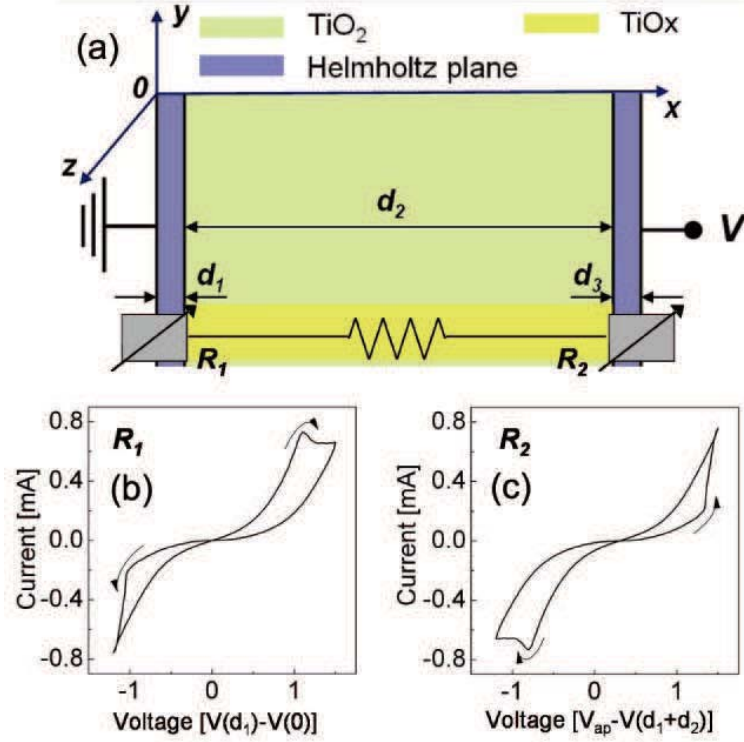 (a)
TiO2
TiOx
Helmholtz plane
y
0
x
z
d2
V
d1
d3
R1
R2
R1
(b)
Current [mA]
0.8
0.4
0.0
-0.4
-0.8
-1
0
1
Voltage [V(d1)-V(0)]
R2
(c)
Current [mA]
0.8
0.4
0.0
-0.4
-0.8
-1
0
1
Voltage [Vap-V(d1+d2)]